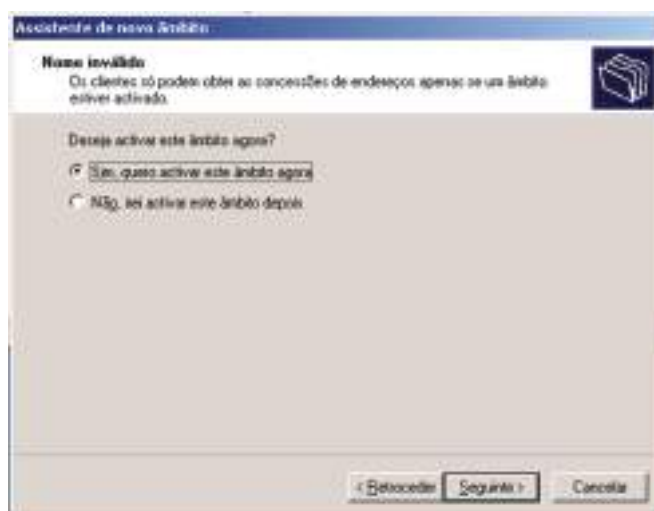 Assistente de novo âmbito
Nome inválido
Os clientes só podem obter as concessões de endereços apenas se um âmbito
estiver activado.
Deseja activar este âmbito agora?
Sim, quero activar este âmbito agora
Não, irei activar este âmbito depois
< Retroceder Seguinte > Cancelar